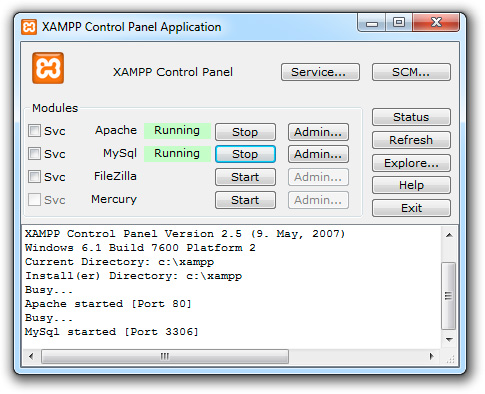 XAMPP Control Panel Application
XAMPP Control Panel Service... SCM...
Modules
Svc Apache Running Stop Admin...
Svc MySql Running Stop Admin...
Svc FileZilla Start Admin...
Svc Mercury Start Admin...
Status
Refresh
Explore...
Help
Exit
XAMPP Control Panel Version 2.5 (9. May, 2007)
Windows 6.1 Build 7600 Platform 2
Current Directory: c:\xampp
Install(er) Directory: c:\xampp
Busy...
Apache started [Port 80]
Busy...
MySql started [Port 3306]